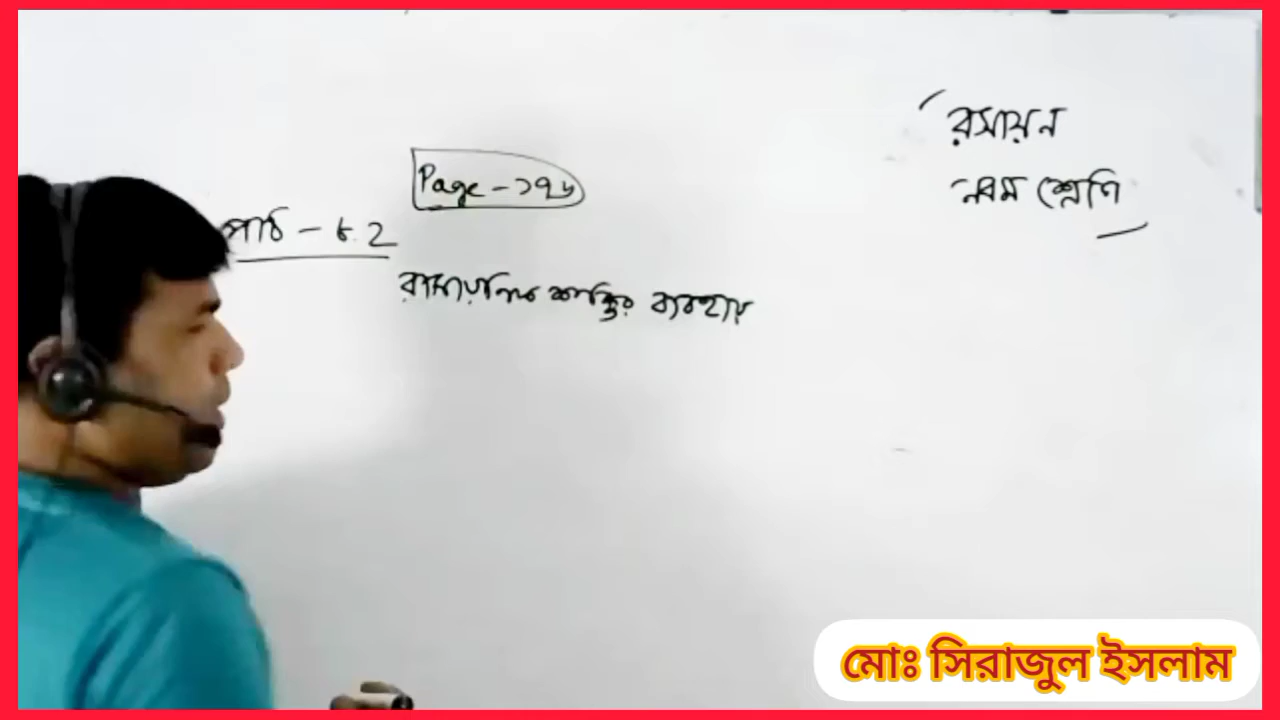 রসায়ন
নবম শ্রেণি
Page - ১৭৬
পাঠ - ৮.2
রাসায়নিক শক্তির ব্যবহার
মোঃ সিরাজুল ইসলাম